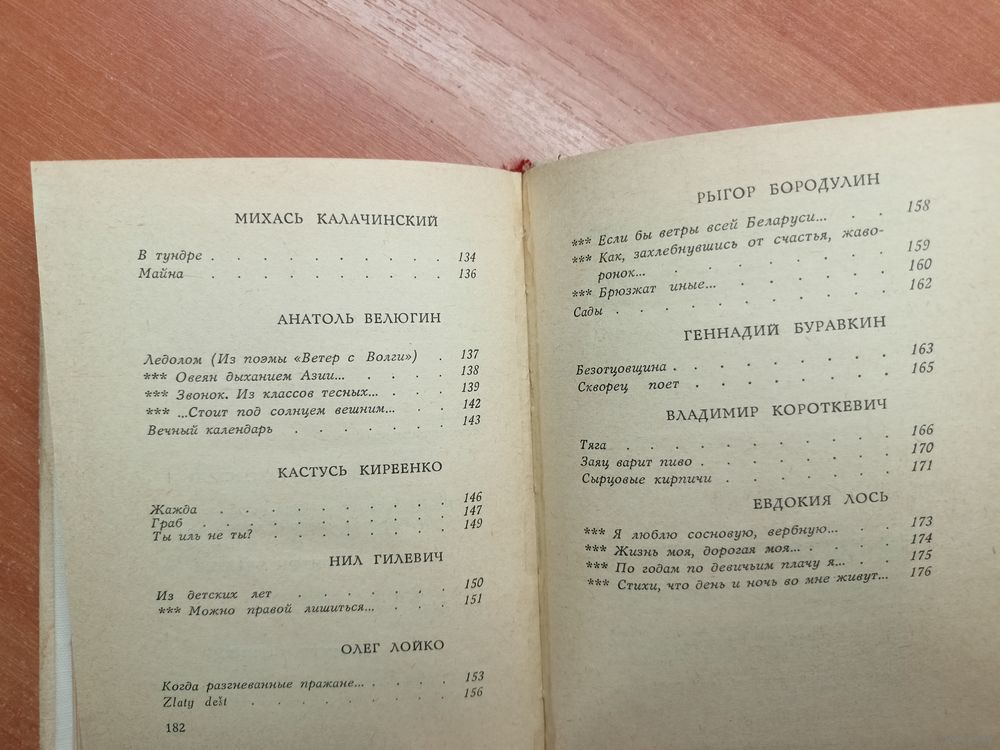 МИХАСЬ КАЛАЧИНСКИЙ
В тундре . . . . . . . . . . 134
Майна . . . . . . . . . . 136
АНАТОЛЬ ВЕЛЮГИН
Ледолом (Из поэмы «Ветер с Волги») . 137
*** Овеян дыханием Азии... . . . . 138
*** Звонок. Из классов тесных... . . . 139
*** ...Стоит под солнцем вешним... . . 142
Вечный календарь . . . . . . . 143
КАСТУСЬ КИРЕЕНКО
Жажда . . . . . . . . . 146
Граб . . . . . . . . . . 147
Ты иль не ты? . . . . . . . 149
НИЛ ГИЛЕВИЧ
Из детских лет . . . . . . . 150
*** Можно правой лишиться... . . . 151
ОЛЕГ ЛОЙКО
Когда разгневанные пражане... . . . . 153
Zlaty dešt . . . . . . . . 156
182
РЫГОР БОРОДУЛИН
*** Если бы ветры всей Беларуси... . . 158
*** Как, захлебнувшись от счастья, жаво-
ронок... . . . . . . . . 159
*** Брюзжат иные... . . . . . . 160
Сады . . . . . . . . . . 162
ГЕННАДИЙ БУРАВКИН
Безотцовщина . . . . . . . . 163
Скворец поет . . . . . . . . 165
ВЛАДИМИР КОРОТКЕВИЧ
Тяга . . . . . . . . . 166
Заяц варит пиво . . . . . . . 170
Сырцовые кирпичи . . . . . . 171
ЕВДОКИЯ ЛОСЬ
*** Я люблю сосновую, вербную... . . 173
*** Жизнь моя, дорогая моя... . . . . 174
*** По годам по девичьим плачу я... . . 175
*** Стихи, что день и ночь во мне живут... 176